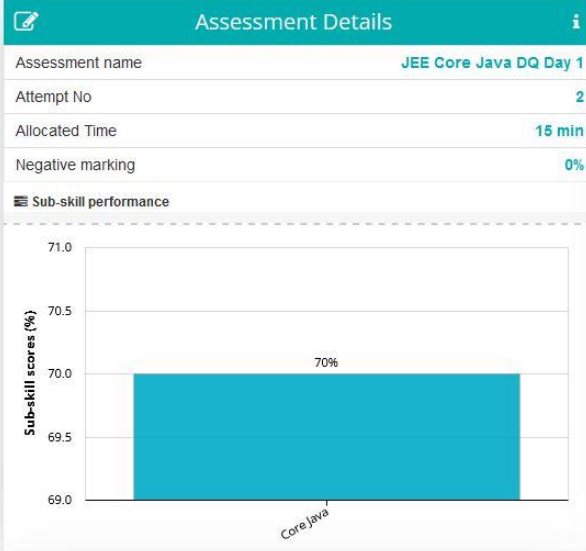 Assessment Details
Assessment name JEE Core Java DQ Day 1
Attempt No 2
Allocated Time 15 min
Negative marking 0%
Sub-skill performance
71.0
70.5
70.0
69.5
69.0
Sub-skill scores (%)
70%
Core Java